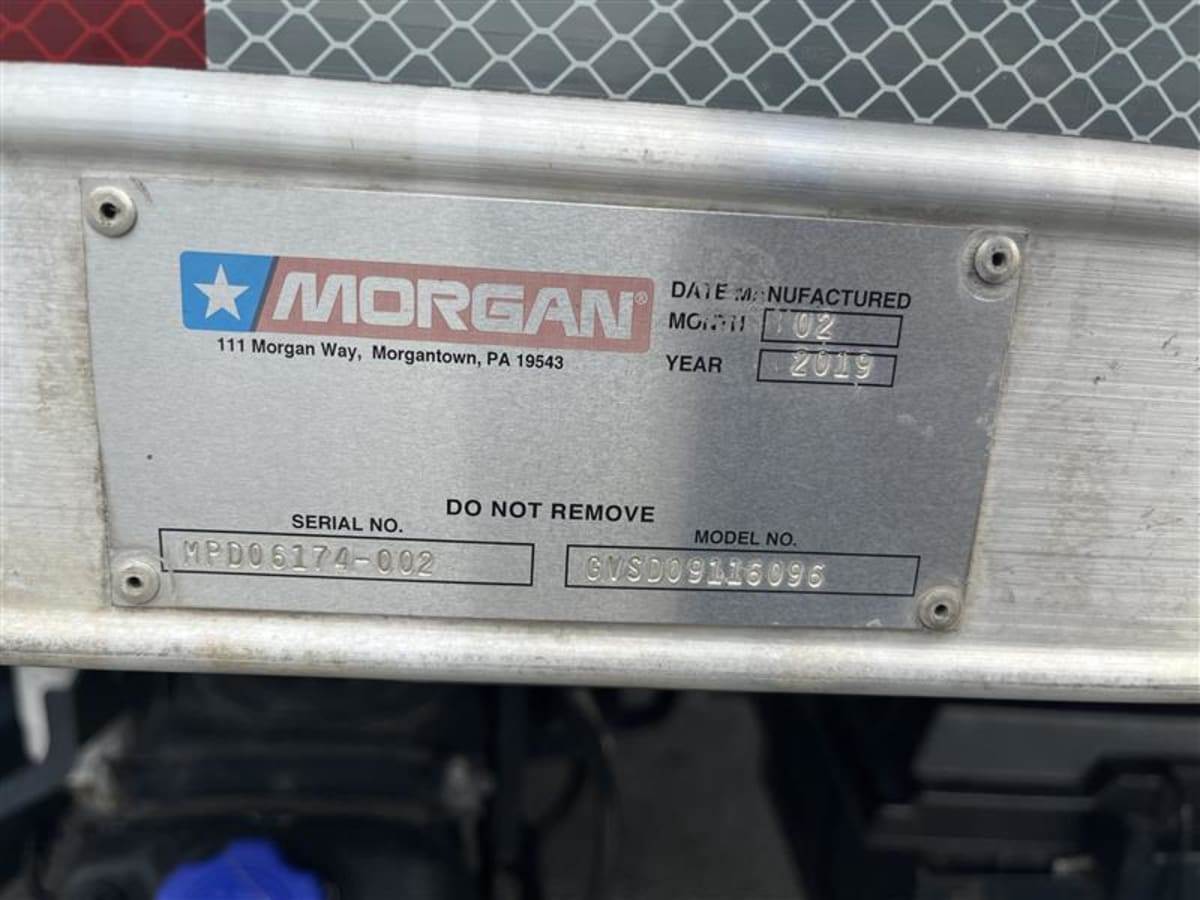 MORGAN®
111 Morgan Way, Morgantown, PA 19543
DATE MANUFACTURED
MONTH 02
YEAR 2019
DO NOT REMOVE
SERIAL NO.
MPD06174-002
MODEL NO.
GVSD09116096